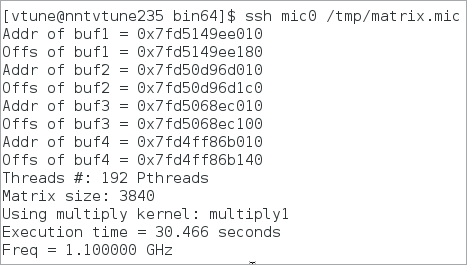 [vtune@nntvtune235 bin64]$ ssh mic0 /tmp/matrix.mic
Addr of buf1 = 0x7fd5149ee010
Offs of buf1 = 0x7fd5149ee180
Addr of buf2 = 0x7fd50d96d010
Offs of buf2 = 0x7fd50d96d1c0
Addr of buf3 = 0x7fd5068ec010
Offs of buf3 = 0x7fd5068ec100
Addr of buf4 = 0x7fd4ff86b010
Offs of buf4 = 0x7fd4ff86b140
Threads #: 192 Pthreads
Matrix size: 3840
Using multiply kernel: multiply1
Execution time = 30.466 seconds
Freq = 1.100000 GHz